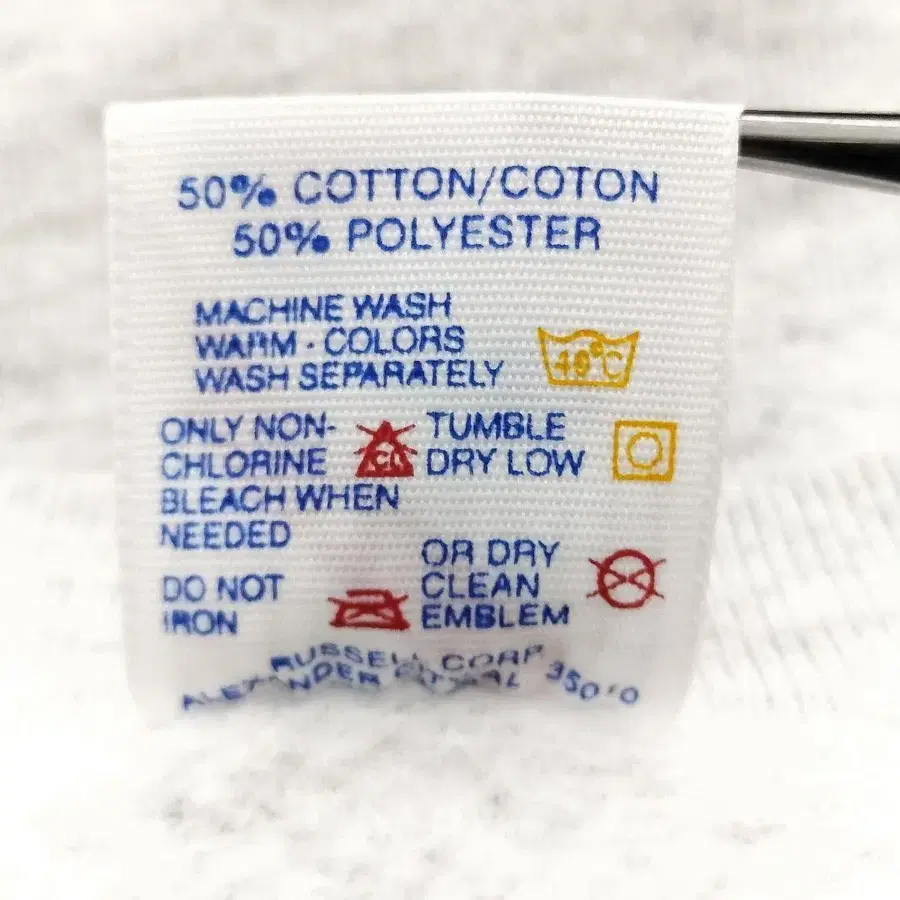 50% COTTON/COTON
50% POLYESTER
MACHINE WASH
WARM · COLORS
WASH SEPARATELY
40°C
ONLY NON-
CHLORINE
BLEACH WHEN
NEEDED
CL
TUMBLE
DRY LOW
DO NOT
IRON
OR DRY
CLEAN
EMBLEM
RUSSELL CORP
ALEXANDER CITY, AL 35010